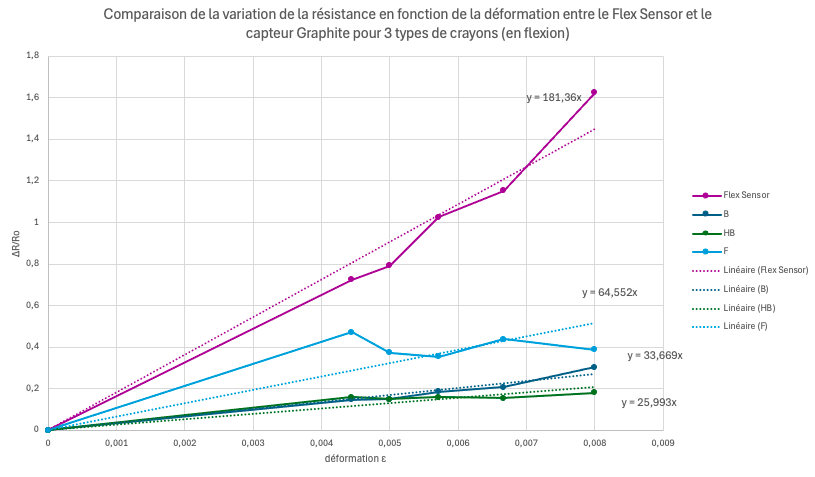 Comparaison de la variation de la résistance en fonction de la déformation entre le Flex Sensor et le
capteur Graphite pour 3 types de crayons (en flexion)
1,8
1,6
1,4
1,2
1
0,8
0,6
0,4
0,2
0
ΔR/Ro
y = 181,36x
y = 64,552x
y = 33,669x
y = 25,993x
0
0,001
0,002
0,003
0,004
0,005
0,006
0,007
0,008
0,009
déformation ε
Flex Sensor
B
HB
F
Linéaire (Flex Sensor)
Linéaire (B)
Linéaire (HB)
Linéaire (F)